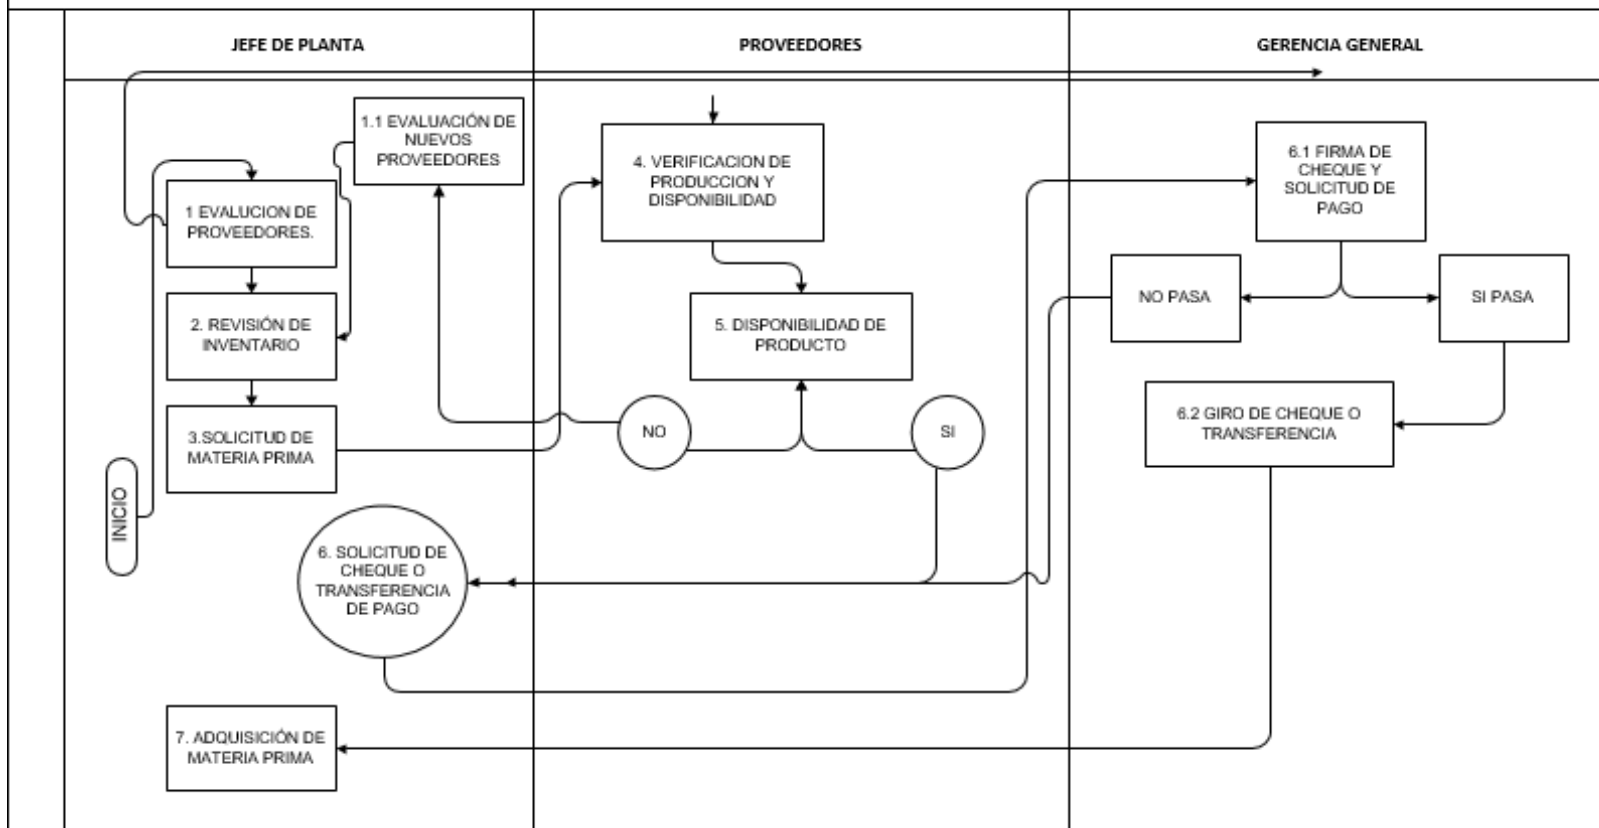 JEFE DE PLANTA
PROVEEDORES
GERENCIA GENERAL
1.1 EVALUACIÓN DE
NUEVOS
PROVEEDORES
1 EVALUCION DE
PROVEEDORES.
2. REVISIÓN DE
INVENTARIO
3.SOLICITUD DE
MATERIA PRIMA
INICIO
6. SOLICITUD DE
CHEQUE O
TRANSFERENCIA
DE PAGO
7. ADQUISICIÓN DE
MATERIA PRIMA
4. VERIFICACION DE
PRODUCCION Y
DISPONIBILIDAD
5. DISPONIBILIDAD DE
PRODUCTO
NO
SI
6.1 FIRMA DE
CHEQUE Y
SOLICITUD DE
PAGO
NO PASA
SI PASA
6.2 GIRO DE CHEQUE O
TRANSFERENCIA